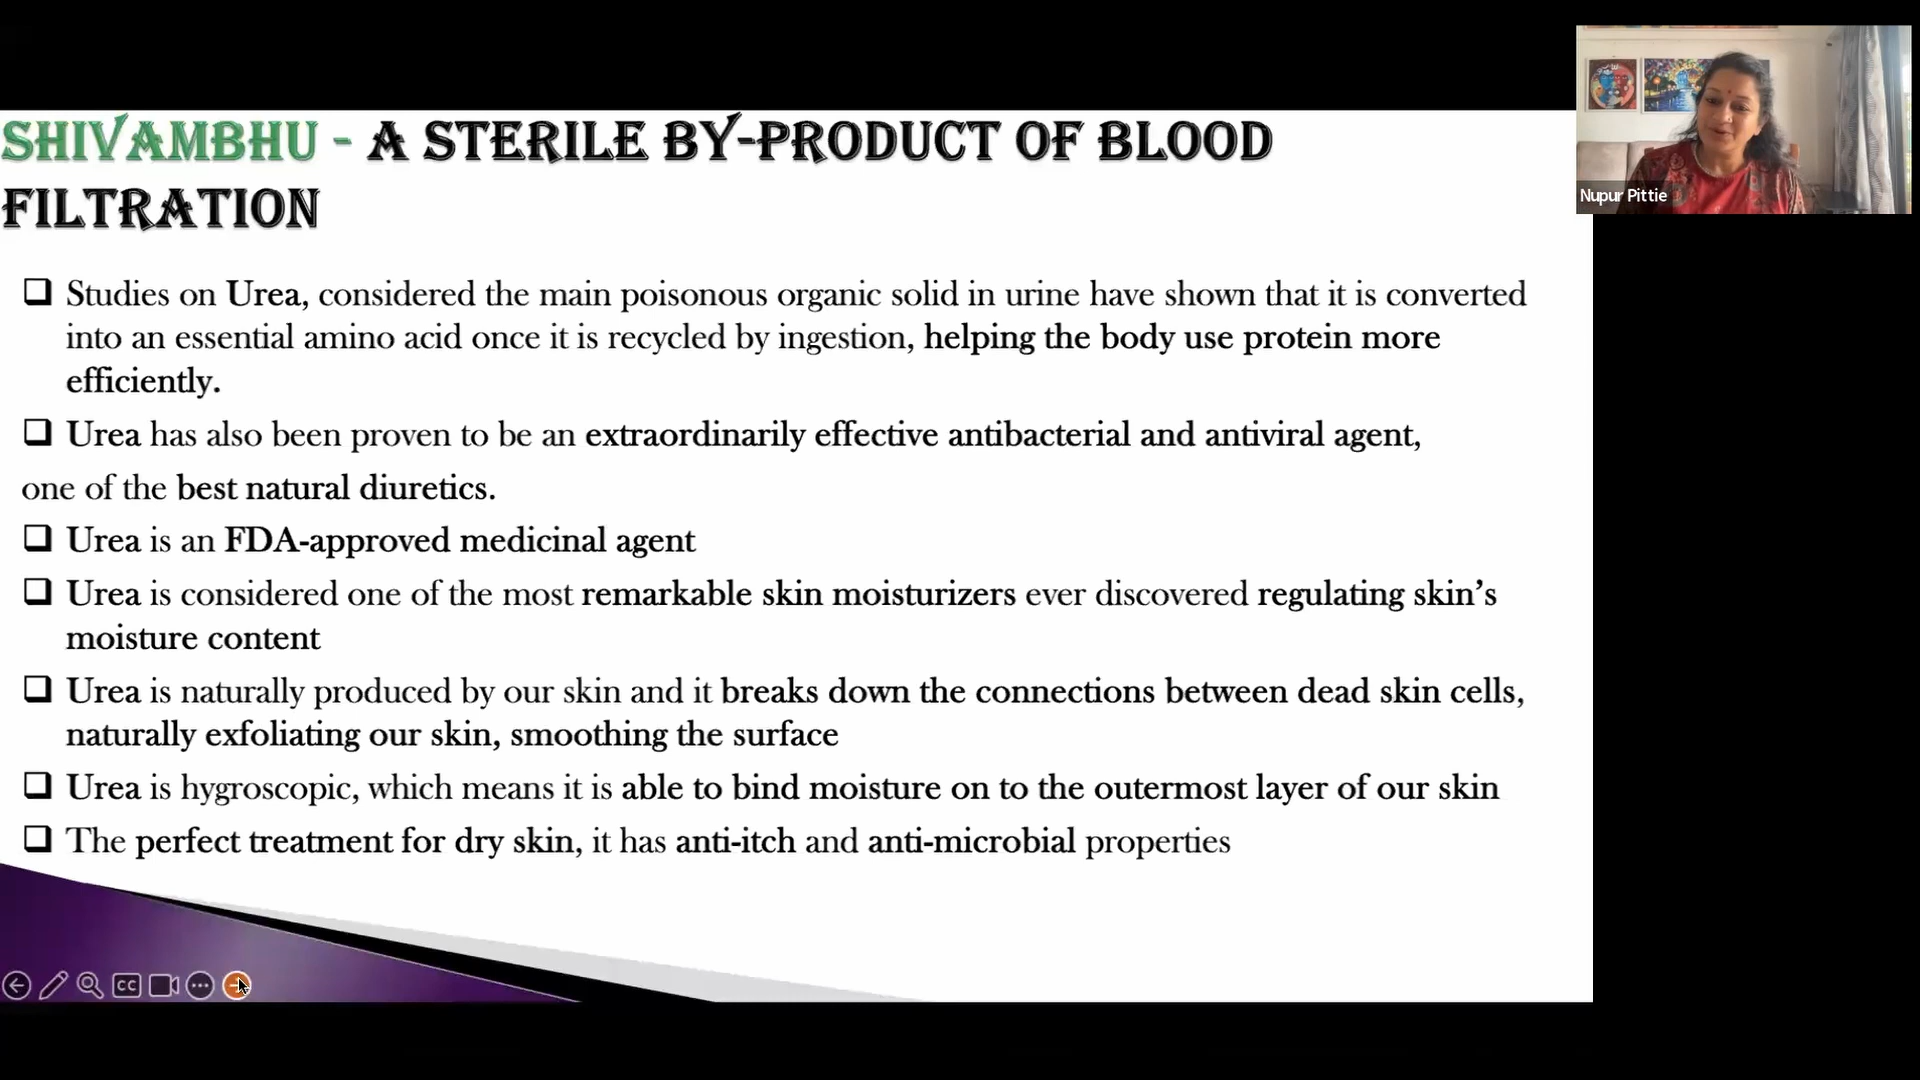 SHIVAMBHU - A STERILE BY-PRODUCT OF BLOOD
FILTRATION
Nupur Pittie
❑ Studies on Urea, considered the main poisonous organic solid in urine have shown that it is converted
into an essential amino acid once it is recycled by ingestion, helping the body use protein more
efficiently.
❑ Urea has also been proven to be an extraordinarily effective antibacterial and antiviral agent,
one of the best natural diuretics.
❑ Urea is an FDA-approved medicinal agent
❑ Urea is considered one of the most remarkable skin moisturizers ever discovered regulating skin’s
moisture content
❑ Urea is naturally produced by our skin and it breaks down the connections between dead skin cells,
naturally exfoliating our skin, smoothing the surface
❑ Urea is hygroscopic, which means it is able to bind moisture on to the outermost layer of our skin
❑ The perfect treatment for dry skin, it has anti-itch and anti-microbial properties
CC